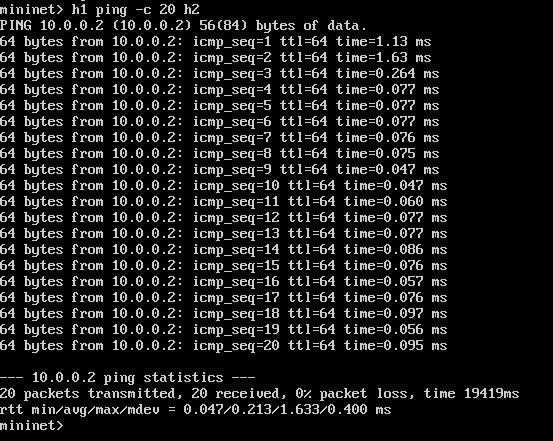 mininet> h1 ping -c 20 h2
PING 10.0.0.2 (10.0.0.2) 56(84) bytes of data.
64 bytes from 10.0.0.2: icmp_seq=1 ttl=64 time=1.13 ms
64 bytes from 10.0.0.2: icmp_seq=2 ttl=64 time=1.63 ms
64 bytes from 10.0.0.2: icmp_seq=3 ttl=64 time=0.264 ms
64 bytes from 10.0.0.2: icmp_seq=4 ttl=64 time=0.077 ms
64 bytes from 10.0.0.2: icmp_seq=5 ttl=64 time=0.077 ms
64 bytes from 10.0.0.2: icmp_seq=6 ttl=64 time=0.077 ms
64 bytes from 10.0.0.2: icmp_seq=7 ttl=64 time=0.076 ms
64 bytes from 10.0.0.2: icmp_seq=8 ttl=64 time=0.075 ms
64 bytes from 10.0.0.2: icmp_seq=9 ttl=64 time=0.047 ms
64 bytes from 10.0.0.2: icmp_seq=10 ttl=64 time=0.047 ms
64 bytes from 10.0.0.2: icmp_seq=11 ttl=64 time=0.060 ms
64 bytes from 10.0.0.2: icmp_seq=12 ttl=64 time=0.077 ms
64 bytes from 10.0.0.2: icmp_seq=13 ttl=64 time=0.077 ms
64 bytes from 10.0.0.2: icmp_seq=14 ttl=64 time=0.086 ms
64 bytes from 10.0.0.2: icmp_seq=15 ttl=64 time=0.076 ms
64 bytes from 10.0.0.2: icmp_seq=16 ttl=64 time=0.057 ms
64 bytes from 10.0.0.2: icmp_seq=17 ttl=64 time=0.076 ms
64 bytes from 10.0.0.2: icmp_seq=18 ttl=64 time=0.097 ms
64 bytes from 10.0.0.2: icmp_seq=19 ttl=64 time=0.056 ms
64 bytes from 10.0.0.2: icmp_seq=20 ttl=64 time=0.095 ms
--- 10.0.0.2 ping statistics ---
20 packets transmitted, 20 received, 0% packet loss, time 19419ms
rtt min/avg/max/mdev = 0.047/0.213/1.633/0.400 ms
mininet>